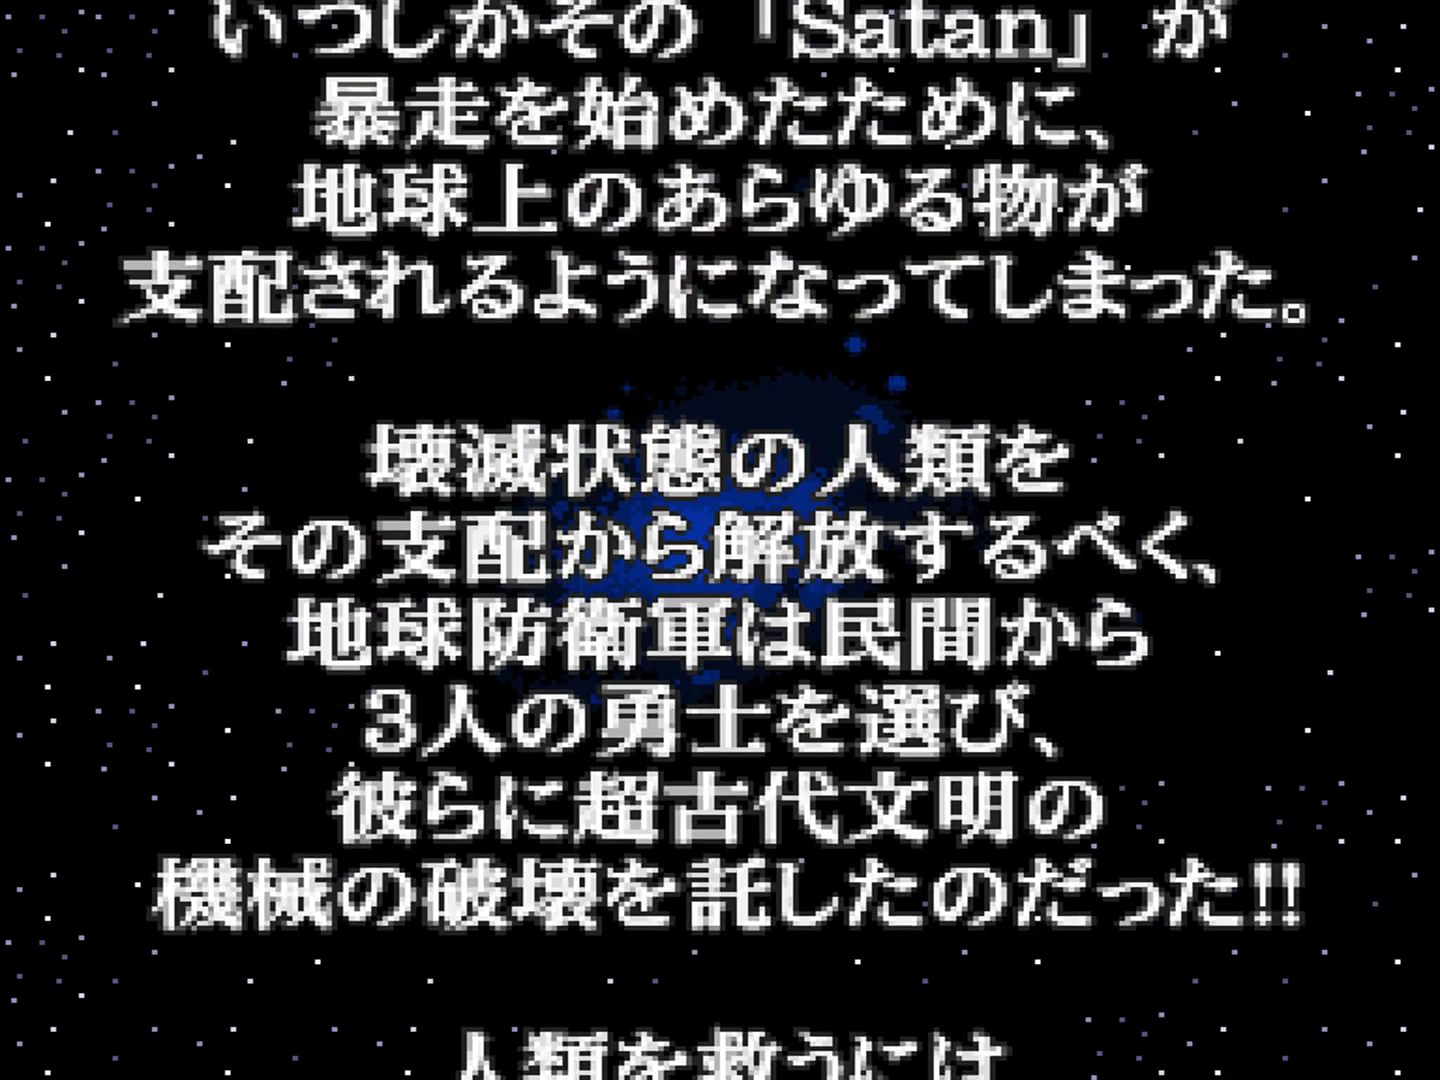 いつしかその「Satan」が
暴走を始めたために、
地球上のあらゆる物が
支配されるようになってしまった。
壊滅状態の人類を
その支配から解放するべく、
地球防衛軍は民間から
3人の勇士を選び、
彼らに超古代文明の
機械の破壊を託したのだった!!
人類を救うには